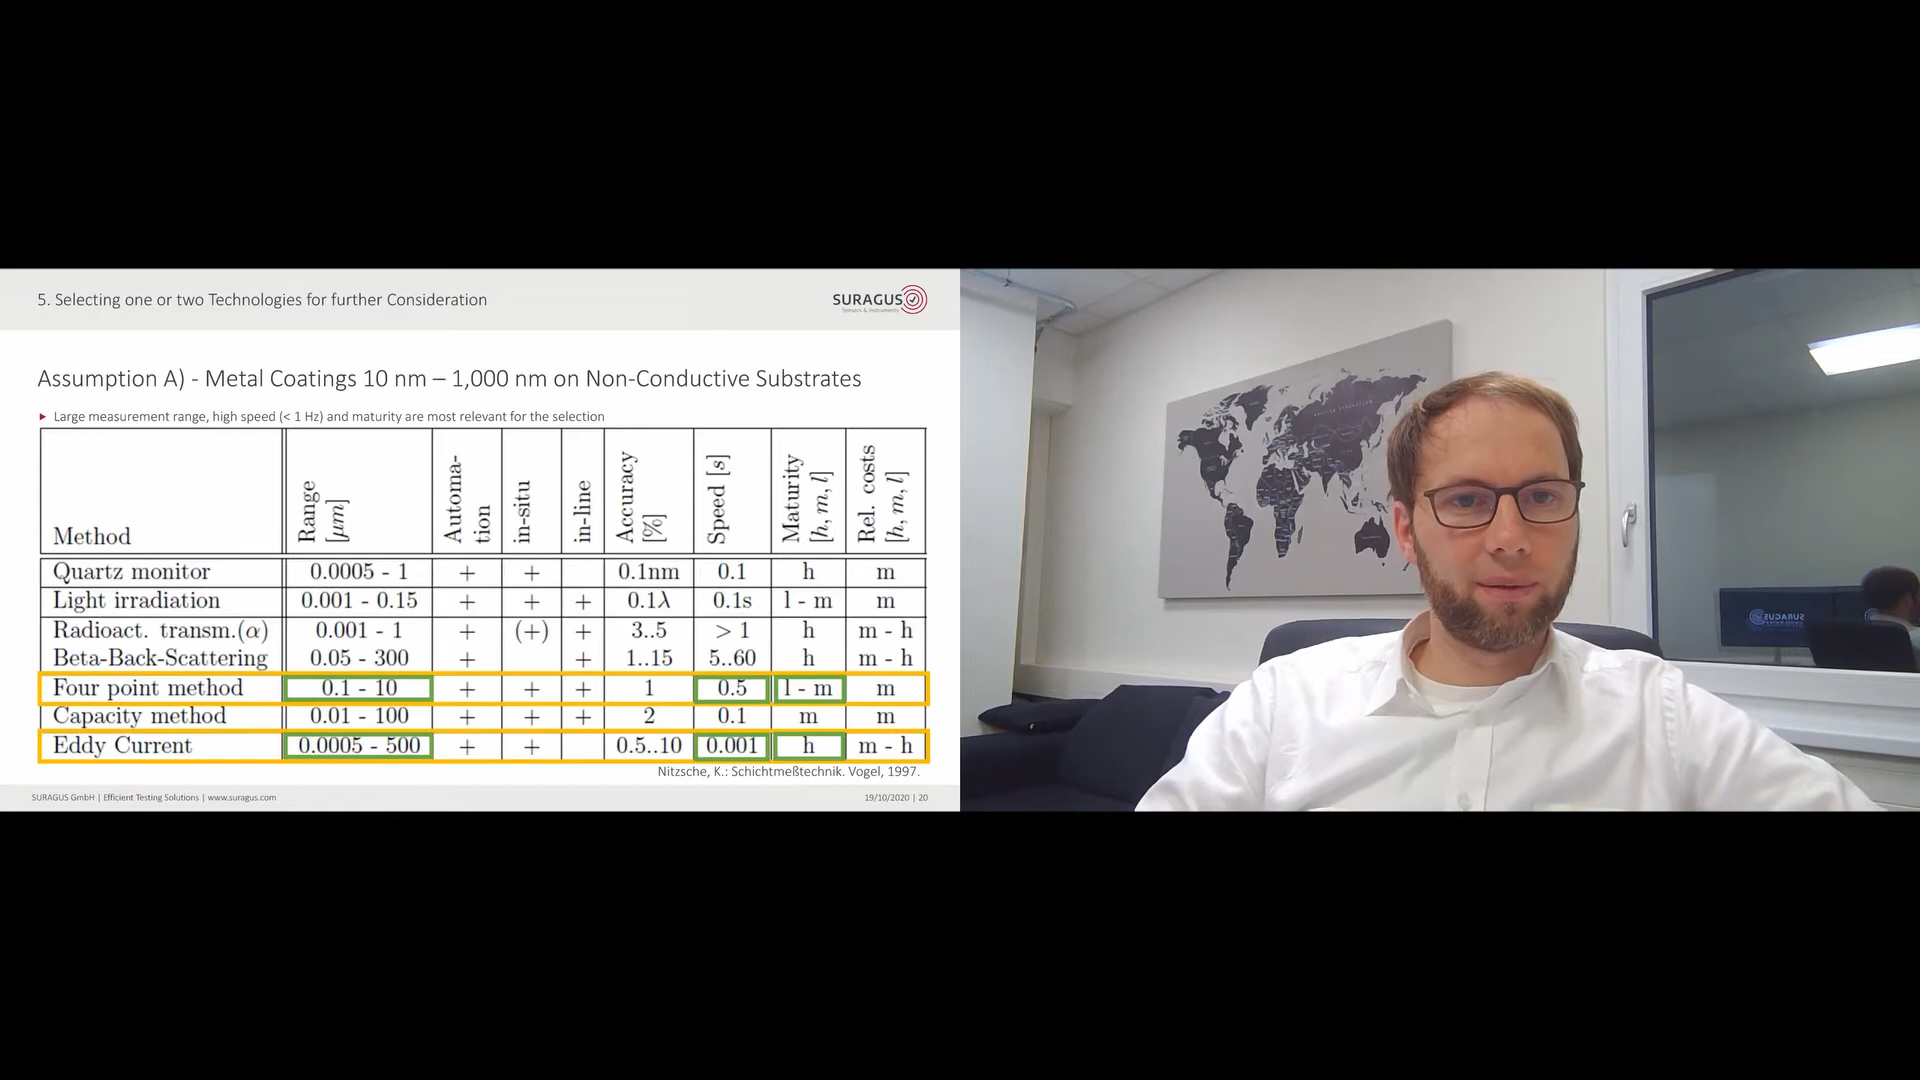 5. Selecting one or two Technologies for further Consideration
SURAGUS
Sensors & Instruments
Assumption A) - Metal Coatings 10 nm – 1,000 nm on Non-Conductive Substrates
Large measurement range, high speed (< 1 Hz) and maturity are most relevant for the selection
Method Range [μm] Automa-tion in-situ in-line Accuracy [%] Speed [s] Maturity [h, m, l] Rel. costs [h, m, l]
Quartz monitor 0.0005 - 1 + + 0.1nm 0.1 h m
Light irradiation 0.001 - 0.15 + + + 0.1λ 0.1s l - m m
Radioact. transm.(α) 0.001 - 1 + (+) + 3..5 > 1 h m - h
Beta-Back-Scattering 0.05 - 300 + + 1..15 5..60 h m - h
Four point method 0.1 - 10 + + + 1 0.5 l - m m
Capacity method 0.01 - 100 + + + 2 0.1 m m
Eddy Current 0.0005 - 500 + + 0.5..10 0.001 h m - h
Nitzsche, K.: Schichtmeßtechnik. Vogel, 1997.
SURAGUS GmbH | Efficient Testing Solutions | www.suragus.com
19/10/2020 | 20
SURAGUS